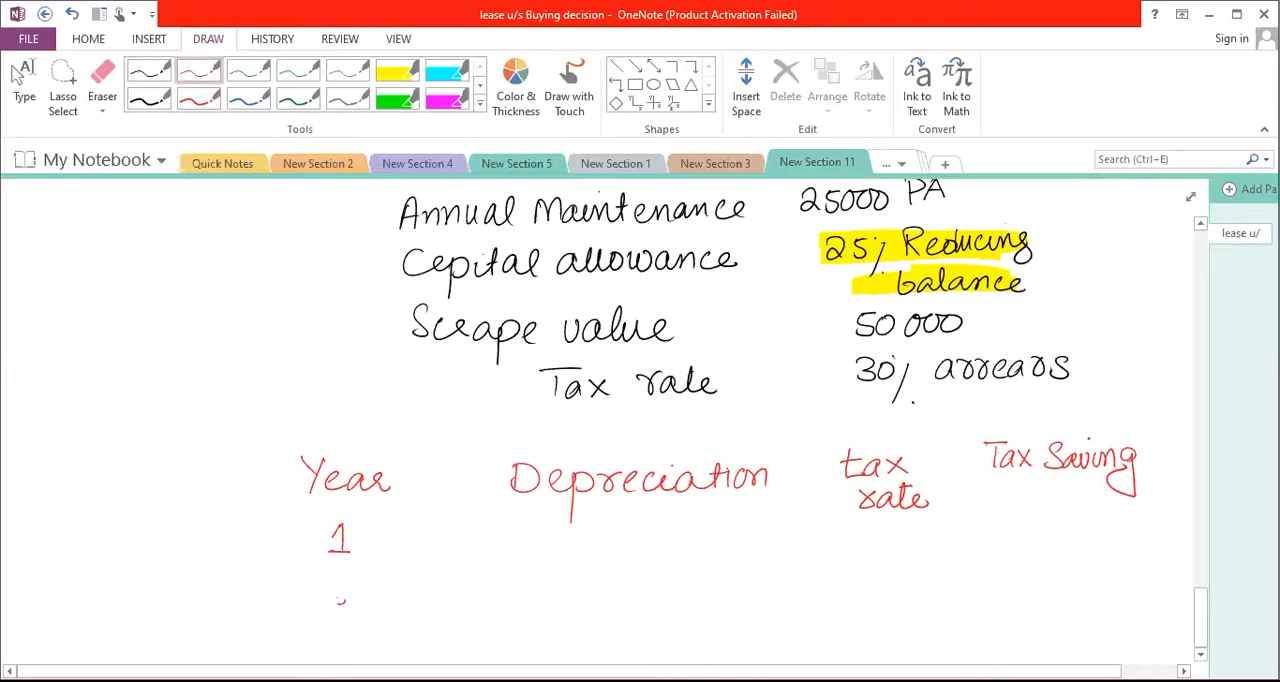 lease u/s Buying decision - OneNote (Product Activation Failed)
FILE HOME INSERT DRAW HISTORY REVIEW VIEW
Sign in
Type
Lasso Select
Eraser
Color & Thickness
Draw with Touch
Insert Space
Delete
Arrange
Rotate
Ink to Text
Ink to Math
Tools
Shapes
Edit
Convert
My Notebook
Quick Notes
New Section 2
New Section 4
New Section 5
New Section 1
New Section 3
New Section 11
...
Search (Ctrl+E)
Add Pa
lease u/
Annual Maintenance 25000 PA
Cepital allowance 25% Reducing
balance
Scrape value 50000
Tax rate 30% arrears
Year Depreciation tax rate Tax Saving
1